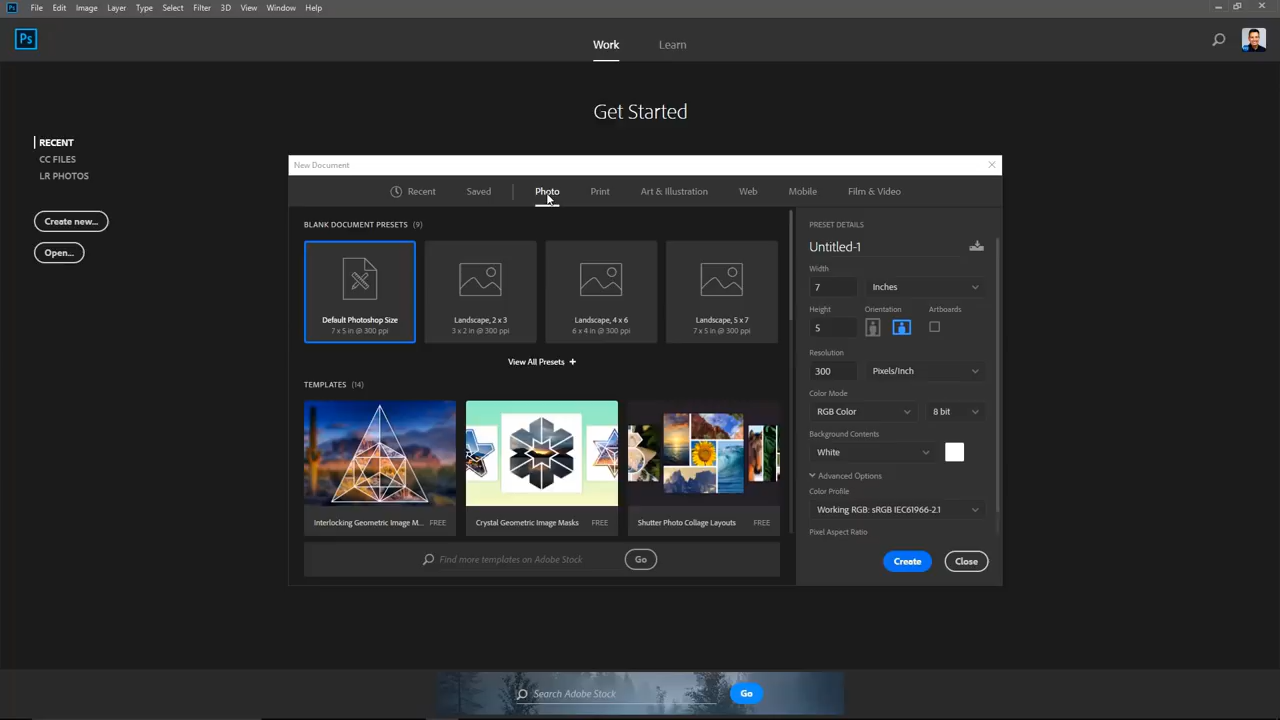 Ps File Edit Image Layer Type Select Filter 3D View Window Help
Ps
Work Learn
Get Started
RECENT
CC FILES
LR PHOTOS
Create new...
Open...
New Document
Recent Saved Photo Print Art & Illustration Web Mobile Film & Video
BLANK DOCUMENT PRESETS (9)
Default Photoshop Size
7 x 5 in @ 300 ppi
Landscape, 2 x 3
3 x 2 in @ 300 ppi
Landscape, 4 x 6
6 x 4 in @ 300 ppi
Landscape, 5 x 7
7 x 5 in @ 300 ppi
View All Presets +
TEMPLATES (14)
Interlocking Geometric Image M... FREE
Crystal Geometric Image Masks FREE
Shutter Photo Collage Layouts FREE
Find more templates on Adobe Stock Go
PRESET DETAILS
Untitled-1
Width
7 Inches
Height Orientation Artboards
5
Resolution
300 Pixels/Inch
Color Mode
RGB Color 8 bit
Background Contents
White
Advanced Options
Color Profile
Working RGB: sRGB IEC61966-2.1
Pixel Aspect Ratio
Create Close
Search Adobe Stock Go